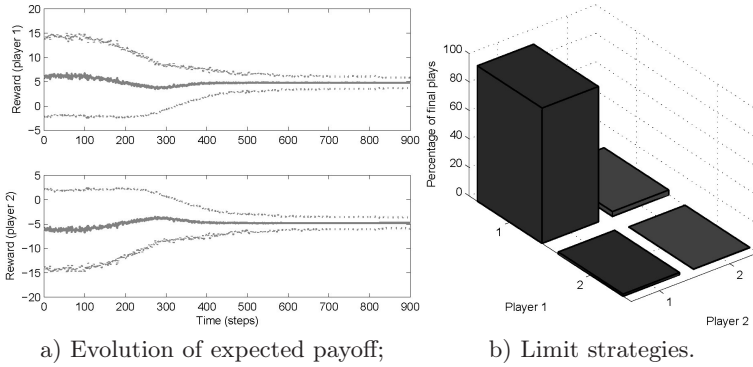 20
15
10
5
0
−5
Reward (player 1)
0 100 200 300 400 500 600 700 800 900
5
0
−5
−10
−15
−20
Reward (player 2)
0 100 200 300 400 500 600 700 800 900
Time (steps)
a) Evolution of expected payoff;
100
80
60
40
20
0
Percentage of final plays
1
2
Player 1
1
2
Player 2
b) Limit strategies.